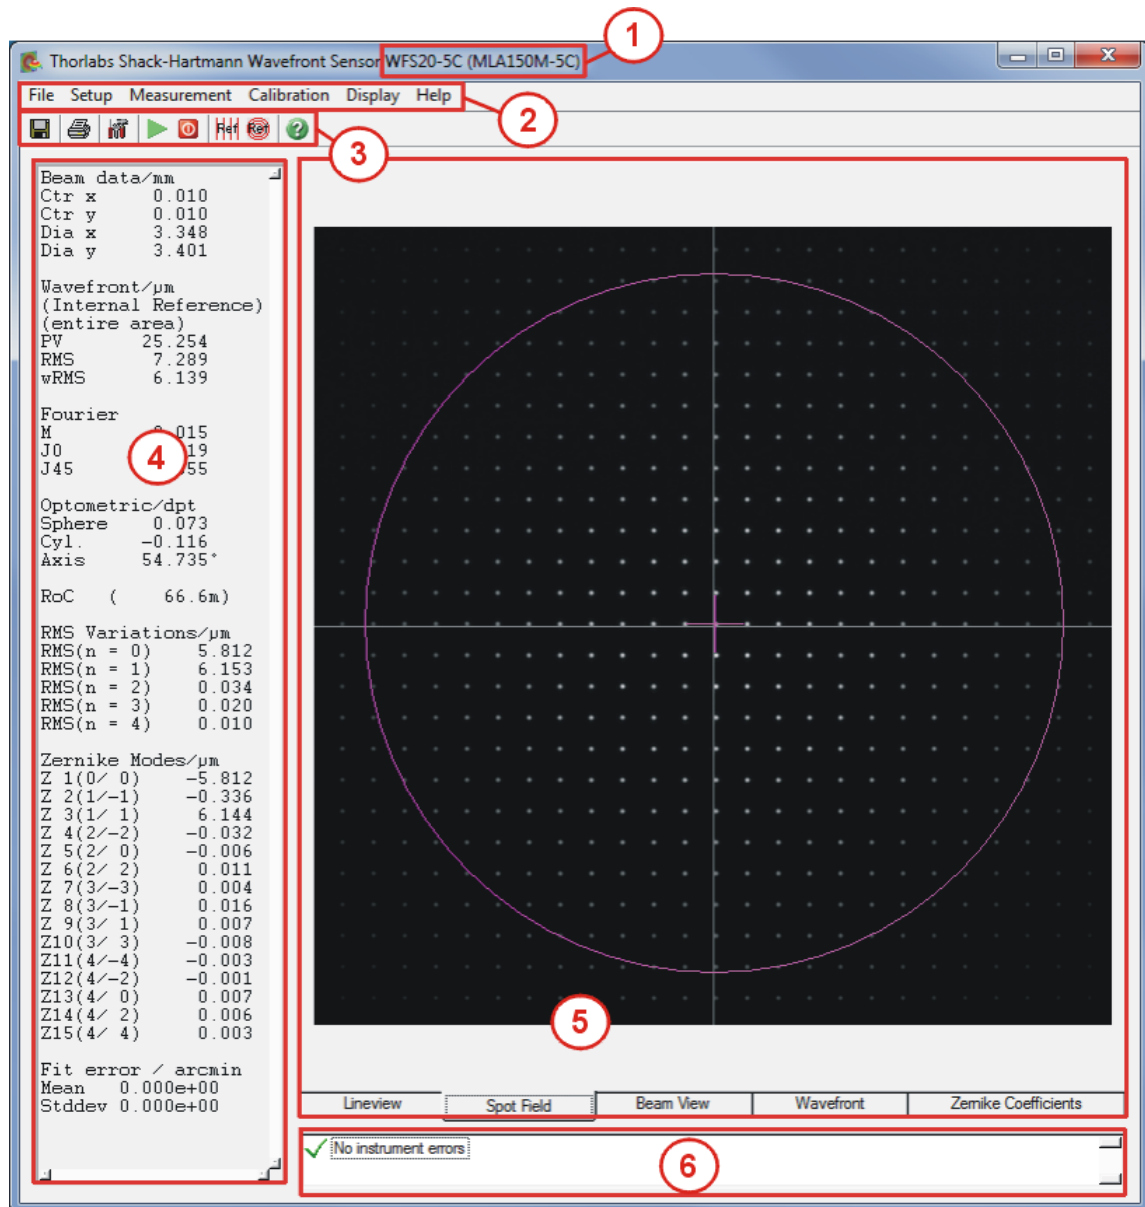 1
Thorlabs Shack-Hartmann Wavefront Sensor WFS20-5C (MLA150M-5C)
File Setup Measurement Calibration Display Help
2
Ref Ref ?
3
Beam data/mm
Ctr x 0.010
Ctr y 0.010
Dia x 3.348
Dia y 3.401
Wavefront/µm
(Internal Reference)
(entire area)
PV 25.254
RMS 7.289
wRMS 6.139
Fourier
M 015
J0 19
J45 55
4
Optometric/dpt
Sphere 0.073
Cyl. -0.116
Axis 54.735°
RoC ( 66.6m)
RMS Variations/µm
RMS(n = 0) 5.812
RMS(n = 1) 6.153
RMS(n = 2) 0.034
RMS(n = 3) 0.020
RMS(n = 4) 0.010
Zernike Modes/µm
Z 1(0/ 0) -5.812
Z 2(1/-1) -0.336
Z 3(1/ 1) 6.144
Z 4(2/-2) -0.032
Z 5(2/ 0) -0.006
Z 6(2/ 2) 0.011
Z 7(3/-3) 0.004
Z 8(3/-1) 0.016
Z 9(3/ 1) 0.007
Z10(3/ 3) -0.008
Z11(4/-4) -0.003
Z12(4/-2) -0.001
Z13(4/ 0) 0.007
Z14(4/ 2) 0.006
Z15(4/ 4) 0.003
Fit error / arcmin
Mean 0.000e+00
Stddev 0.000e+00
5
Lineview Spot Field Beam View Wavefront Zernike Coefficients
No instrument errors
6